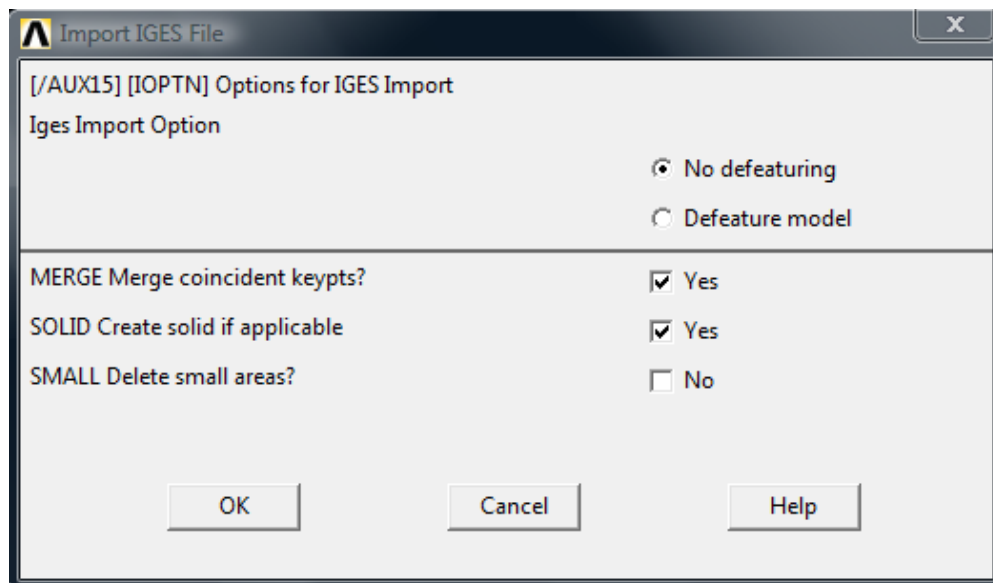 Import IGES File
X
[/AUX15] [IOPTN] Options for IGES Import
Iges Import Option
No defeaturing
Defeature model
MERGE Merge coincident keypts?
Yes
SOLID Create solid if applicable
Yes
SMALL Delete small areas?
No
OK
Cancel
Help